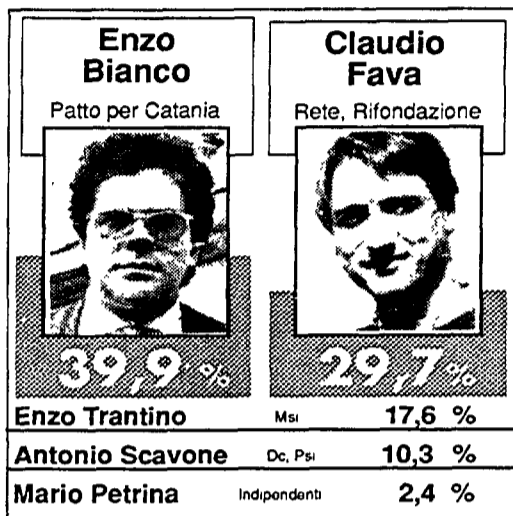 Enzo
Bianco
Patto per Catania
Claudio
Fava
Rete, Rifondazione
39,9 %
29,7 %
Enzo Trantino Msi 17,6 %
Antonio Scavone Dc, Psi 10,3 %
Mario Petrina Indipendenti 2,4 %